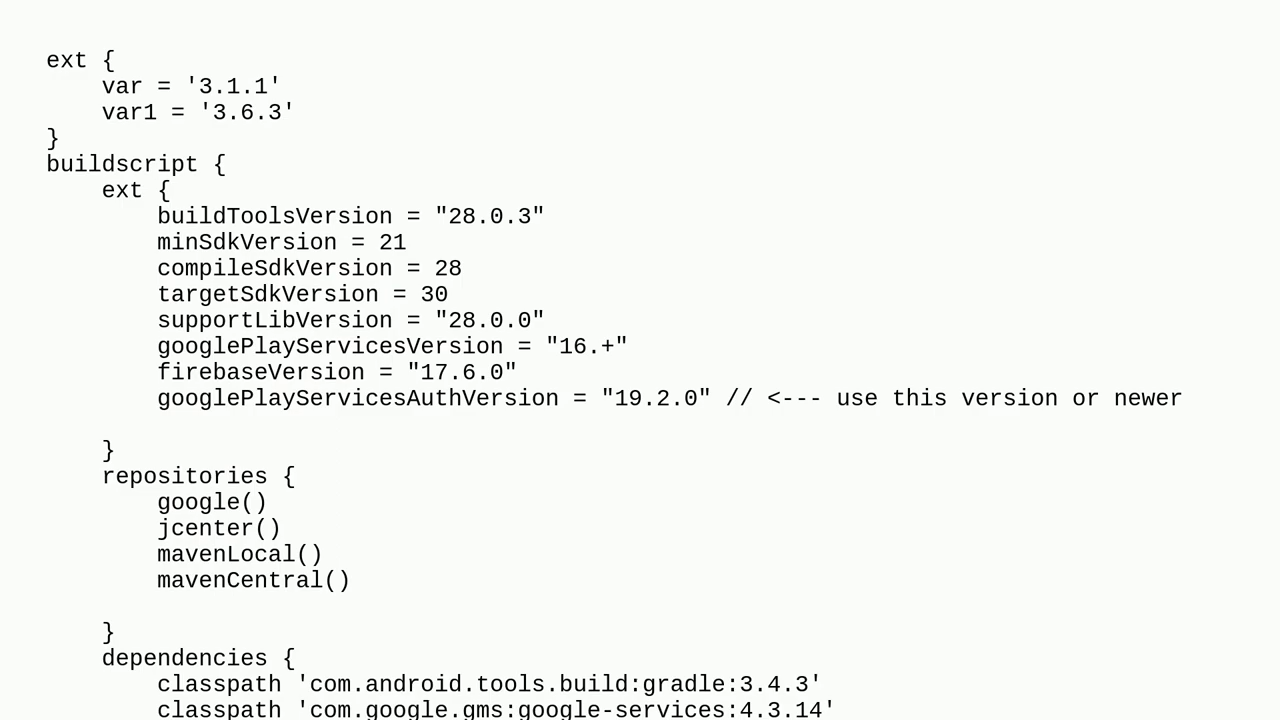 ext {
    var = '3.1.1'
    var1 = '3.6.3'
}
buildscript {
    ext {
        buildToolsVersion = "28.0.3"
        minSdkVersion = 21
        compileSdkVersion = 28
        targetSdkVersion = 30
        supportLibVersion = "28.0.0"
        googlePlayServicesVersion = "16.+"
        firebaseVersion = "17.6.0"
        googlePlayServicesAuthVersion = "19.2.0" // <--- use this version or newer

    }
    repositories {
        google()
        jcenter()
        mavenLocal()
        mavenCentral()

    }
    dependencies {
        classpath 'com.android.tools.build:gradle:3.4.3'
        classpath 'com.google.gms:google-services:4.3.14'